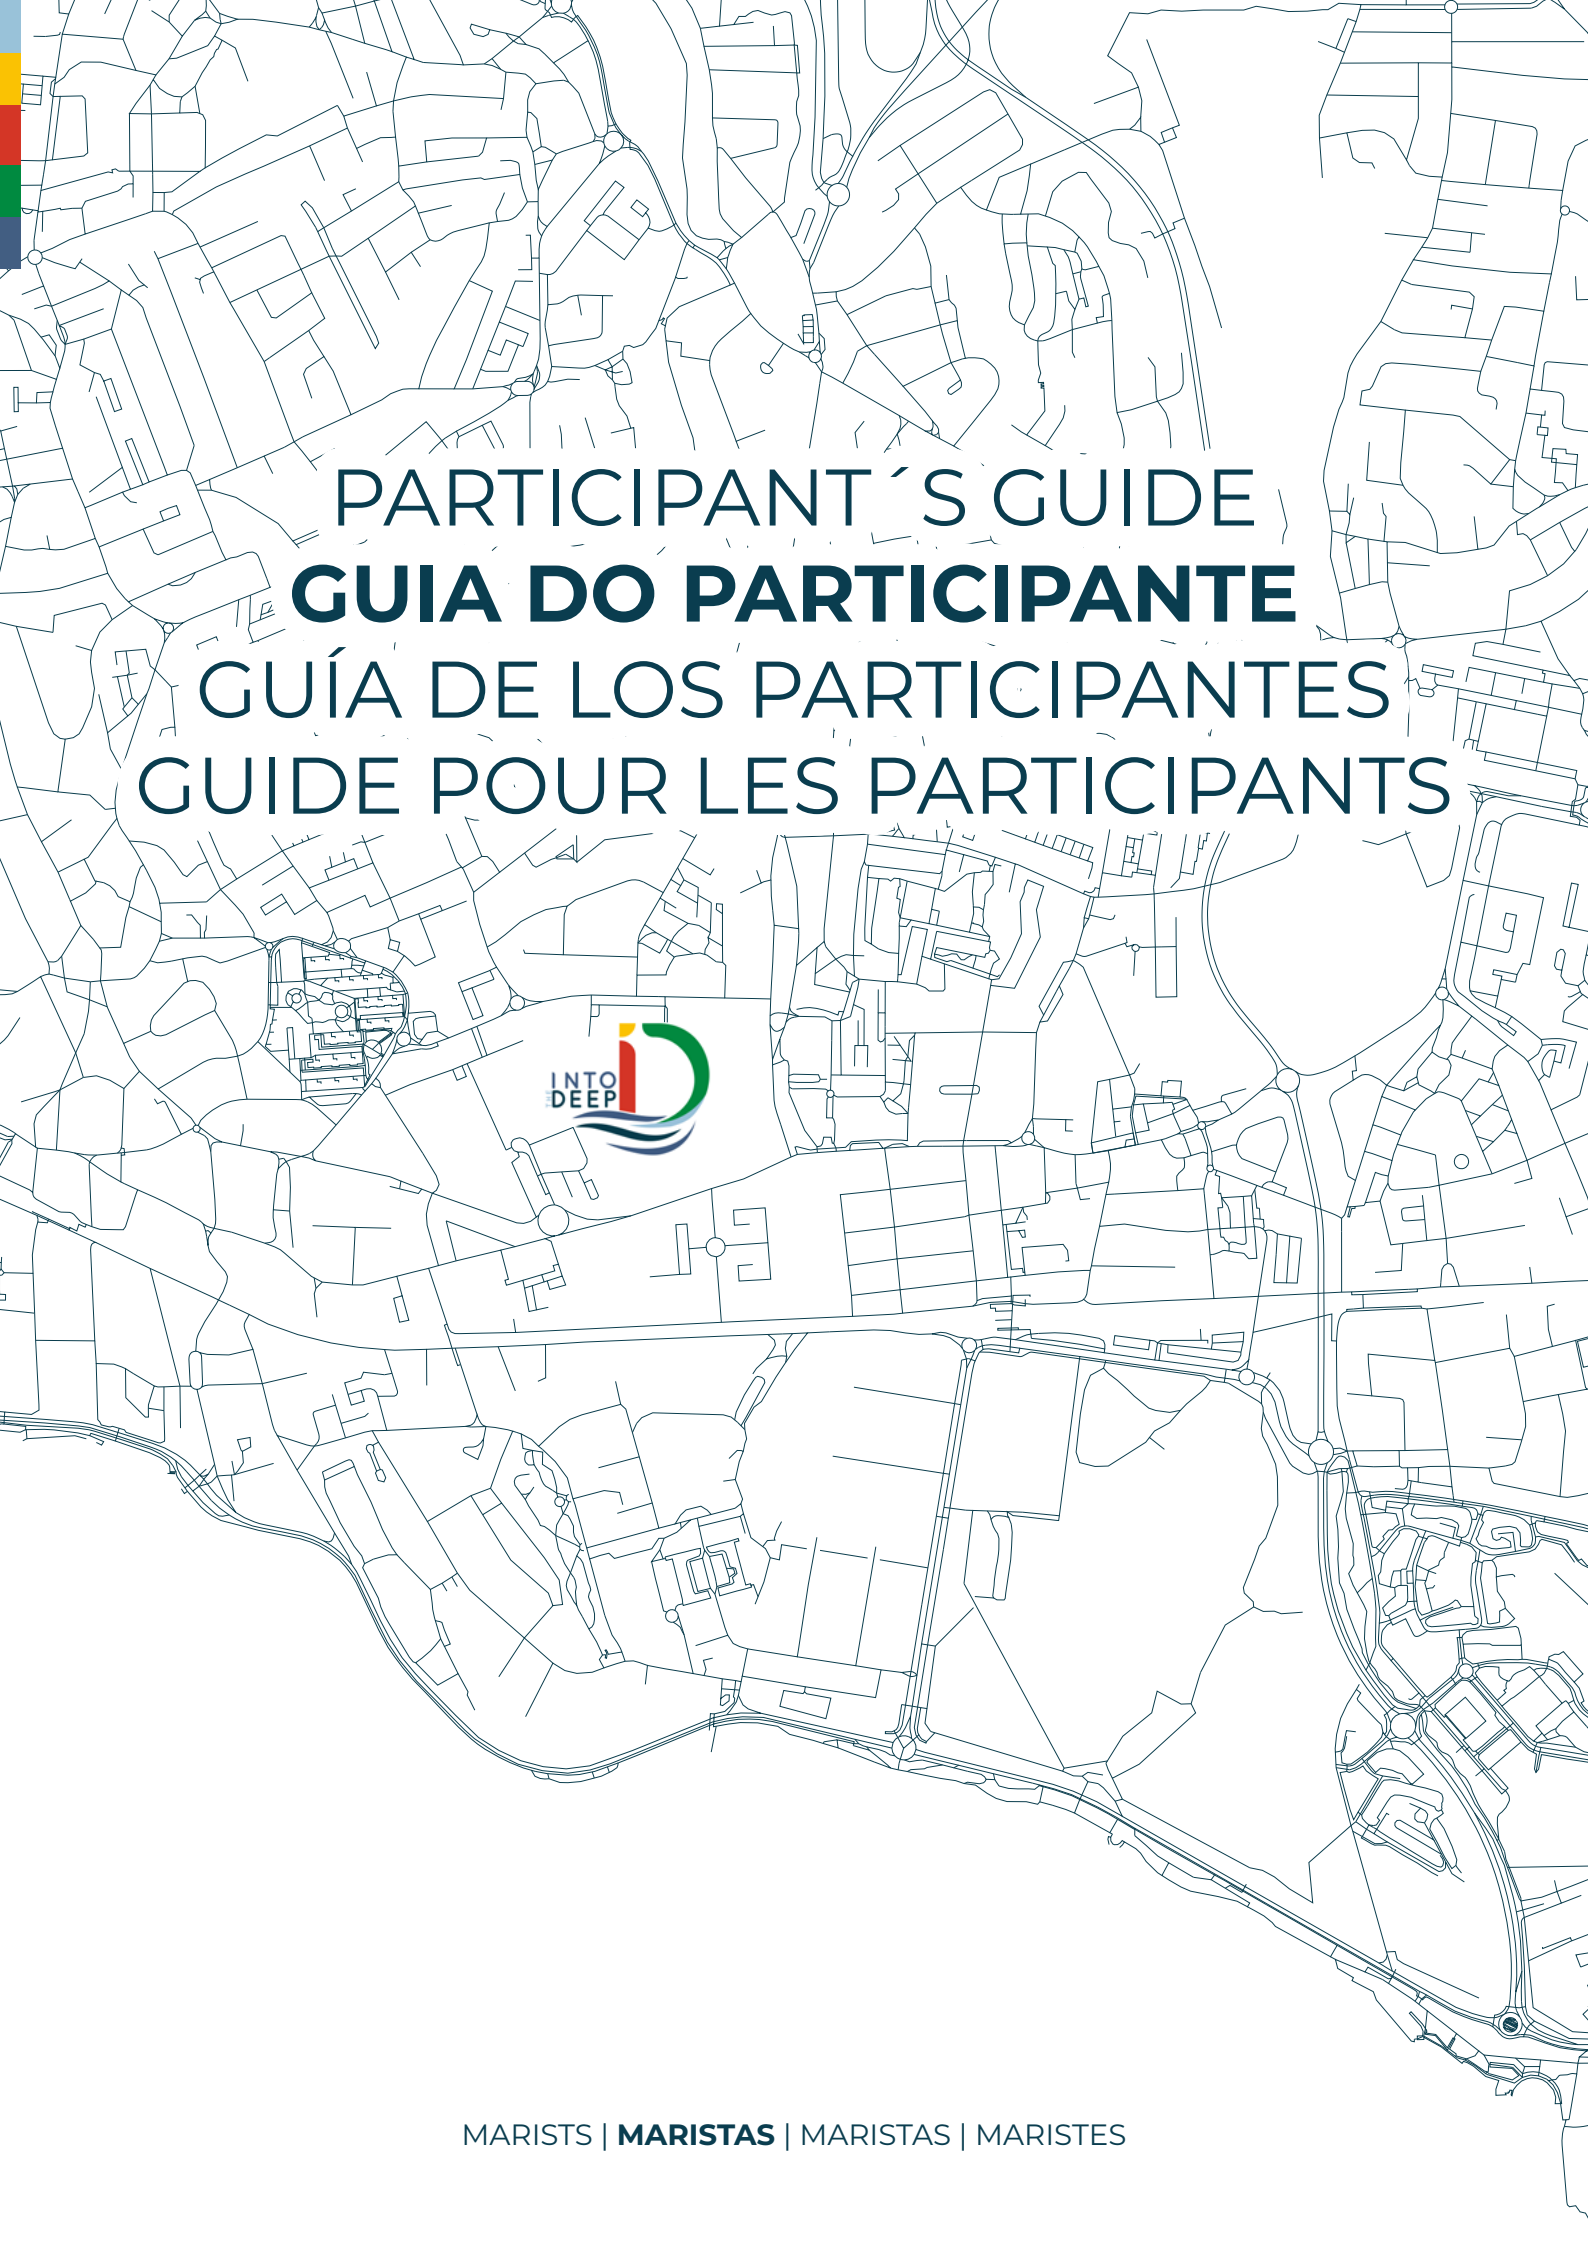 PARTICIPANT´S GUIDE
GUIA DO PARTICIPANTE
GUÍA DE LOS PARTICIPANTES
GUIDE POUR LES PARTICIPANTS
INTO
THE DEEP
MARISTS | MARISTAS | MARISTAS | MARISTES